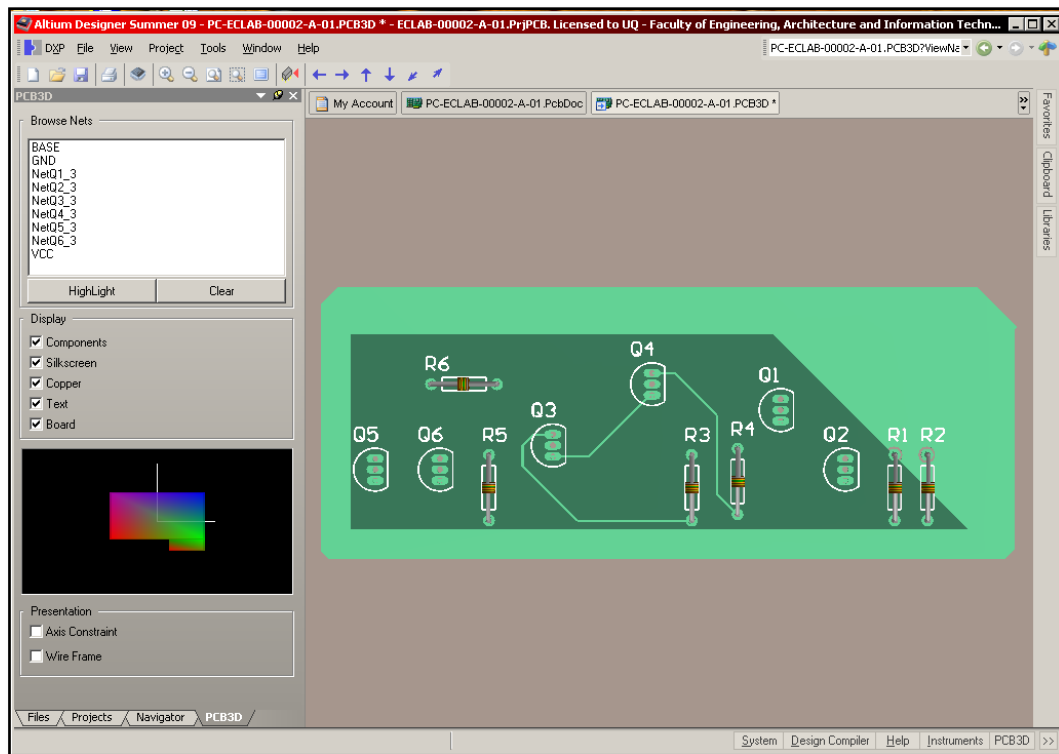 Altium Designer Summer 09 - PC-ECLAB-00002-A-01.PCB3D * - ECLAB-00002-A-01.PrjPCB. Licensed to UQ - Faculty of Engineering, Architecture and Information Techn...
DXP File View Project Tools Window Help
PC-ECLAB-00002-A-01.PCB3D?ViewNa
PCB3D
My Account PC-ECLAB-00002-A-01.PcbDoc PC-ECLAB-00002-A-01.PCB3D *
Browse Nets
BASE
GND
NetQ1_3
NetQ2_3
NetQ3_3
NetQ4_3
NetQ5_3
NetQ6_3
VCC
HighLight Clear
Display
Components
Silkscreen
Copper
Text
Board
Presentation
Axis Constraint
Wire Frame
Files Projects Navigator PCB3D
Q4
R6
Q1
Q3
Q5 Q6 R5 R3 R4 Q2 R1 R2
Favorites
Clipboard
Libraries
System Design Compiler Help Instruments PCB3D >>